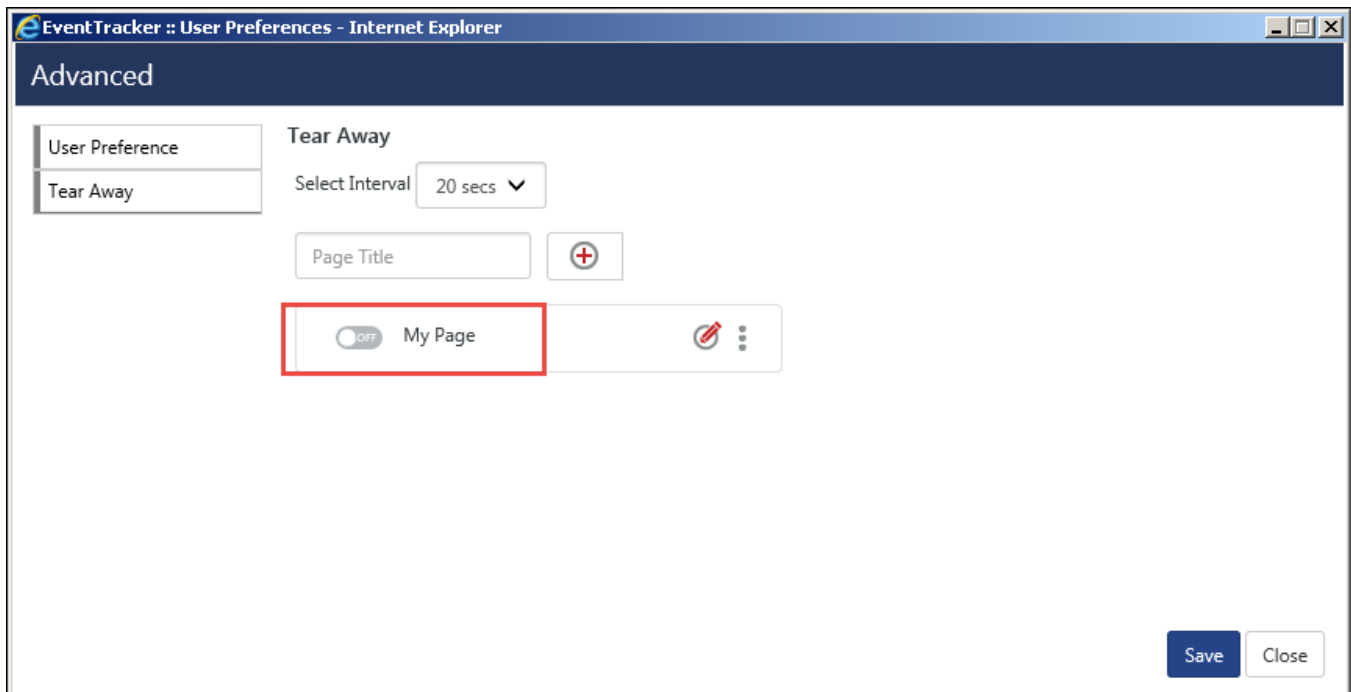 EventTracker :: User Preferences - Internet Explorer
Advanced
User Preference
Tear Away
Tear Away
Select Interval 20 secs
Page Title
OFF My Page
Save Close